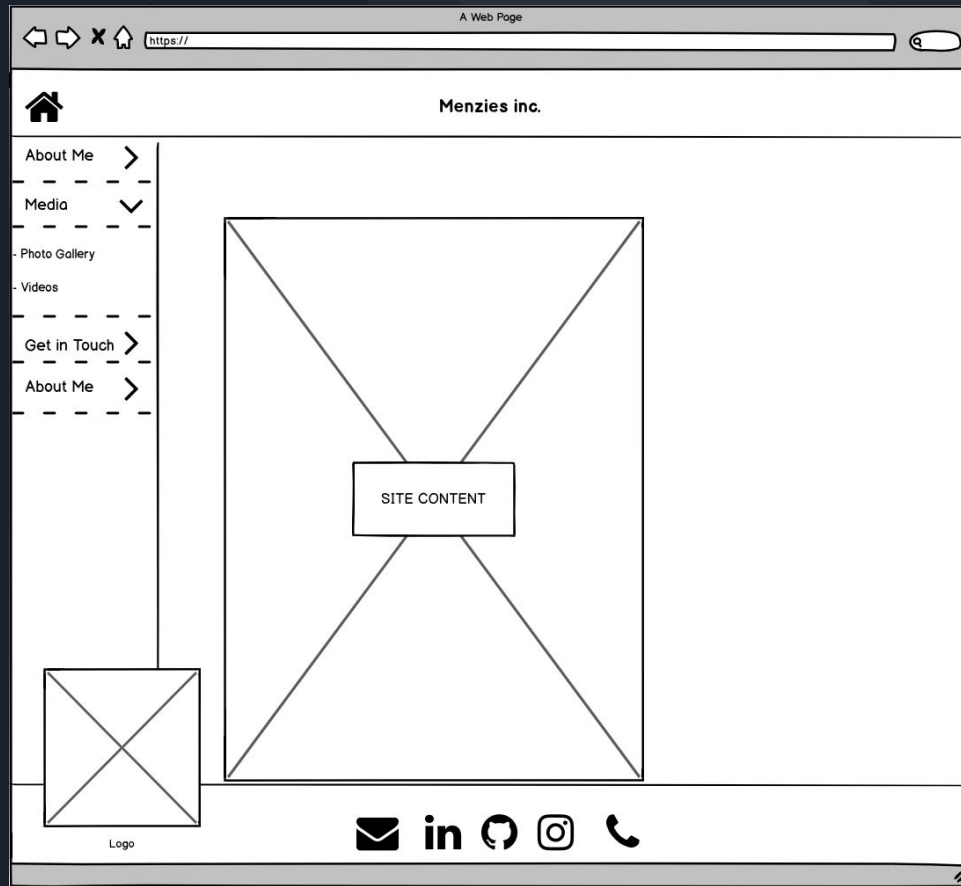 A Web Page
https://
Menzies inc.
About Me
Media
- Photo Gallery
- Videos
Get in Touch
About Me
SITE CONTENT
Logo
in